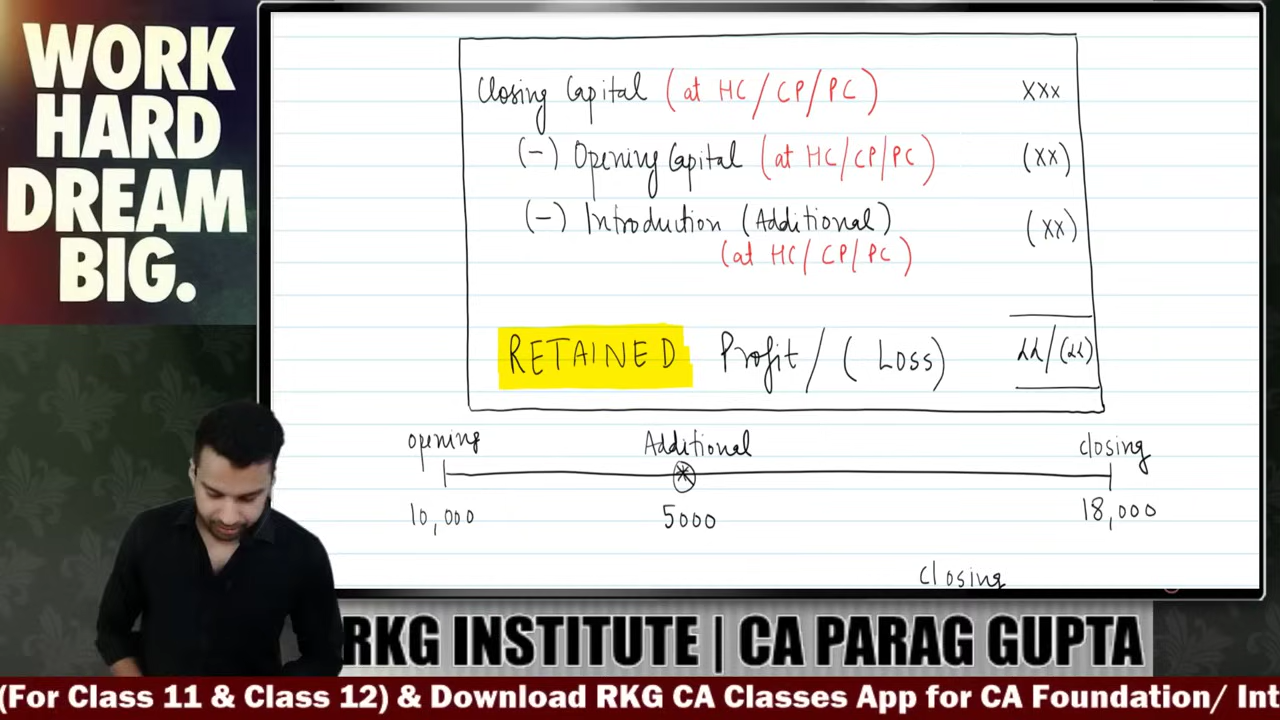 WORK
HARD
DREAM
BIG.
Closing Capital (at HC/CP/PC) xxx
(-) Opening Capital (at HC/CP/PC) (xx)
(-) Introduction (Additional) (xx)
(at HC/CP/PC)
RETAINED Profit/(Loss)
opening Additional closing
10,000 5000 18,000
closing
RKG INSTITUTE | CA PARAG GUPTA
(For Class 11 & Class 12) & Download RKG CA Classes App for CA Foundation/ Int